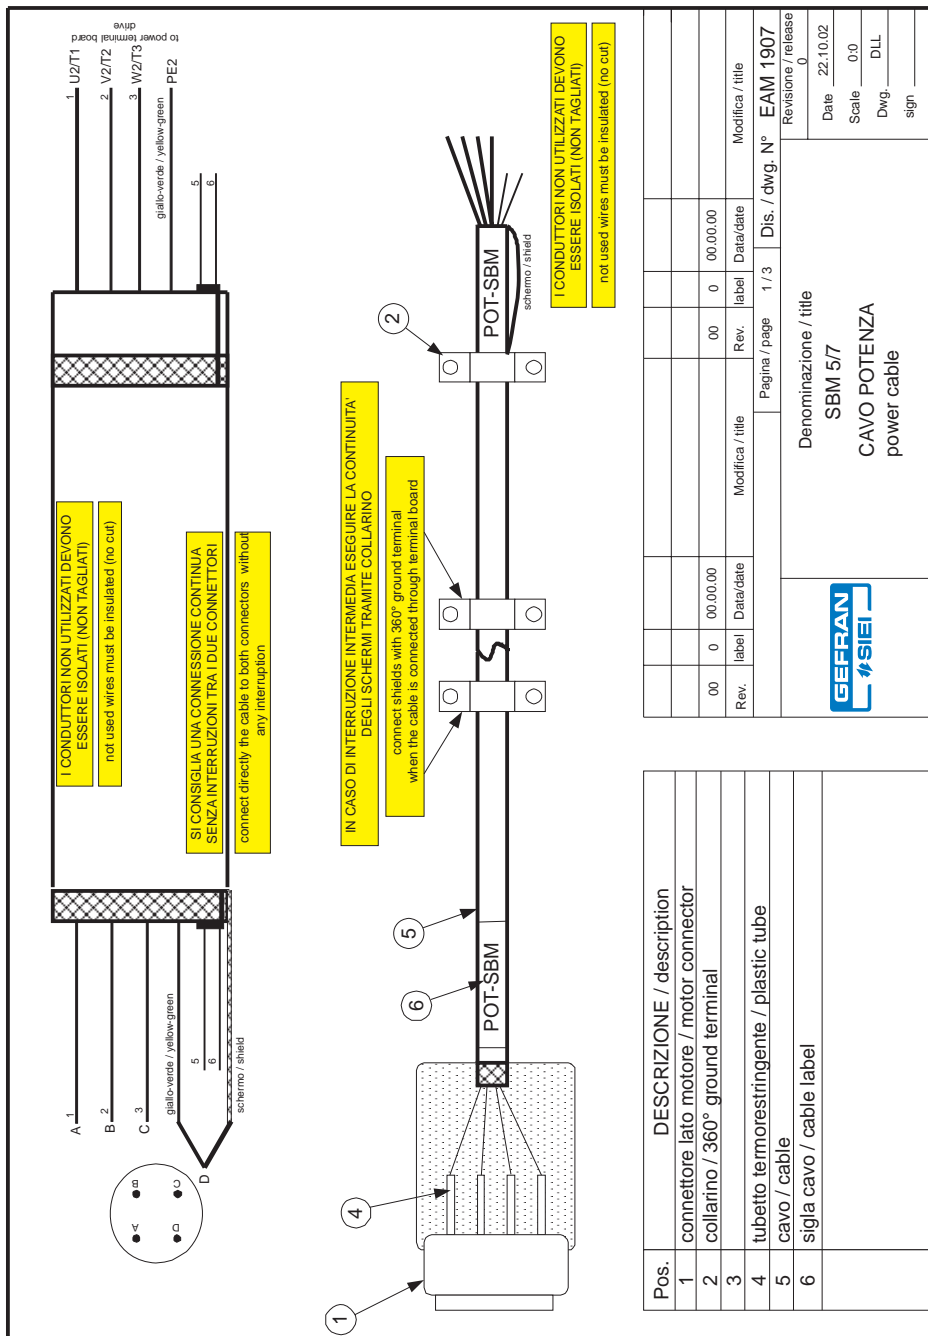 to power terminal board
drive
1 U2/T1
2 V2/T2
3 W2/T3
giallo-verde / yellow-green PE2
5
6
I CONDUTTORI NON UTILIZZATI DEVONO
ESSERE ISOLATI (NON TAGLIATI)
not used wires must be insulated (no cut)
SI CONSIGLIA UNA CONNESSIONE CONTINUA
SENZA INTERRUZIONI TRA I DUE CONNETTORI
connect directly the cable to both connectors without
any interruption
A 1
B 2
C 3
giallo-verde / yellow-green
5
6
D
schermo / shield
A
B
C
D
I CONDUTTORI NON UTILIZZATI DEVONO
ESSERE ISOLATI (NON TAGLIATI)
not used wires must be insulated (no cut)
POT-SBM
schermo / shield
2
IN CASO DI INTERRUZIONE INTERMEDIA ESEGUIRE LA CONTINUITA'
DEGLI SCHERMI TRAMITE COLLARINO
connect shields with 360° ground terminal
when the cable is connected through terminal board
5
6
POT-SBM
4
1
Pos. DESCRIZIONE / description
1 connettore lato motore / motor connector
2 collarino / 360° ground terminal
3
4 tubetto termorestringente / plastic tube
5 cavo / cable
6 sigla cavo / cable label
00 0 00.00.00
Rev. label Data/date Modifica / title
00 0 00.00.00
Rev. label Data/date Modifica / title
Pagina / page 1 / 3
Dis. / dwg. N° EAM 1907
GEFRAN
SIEI
Denominazione / title
SBM 5/7
CAVO POTENZA
power cable
Revisione / release
0
Date 22.10.02
Scale 0:0
Dwg. DLL
sign